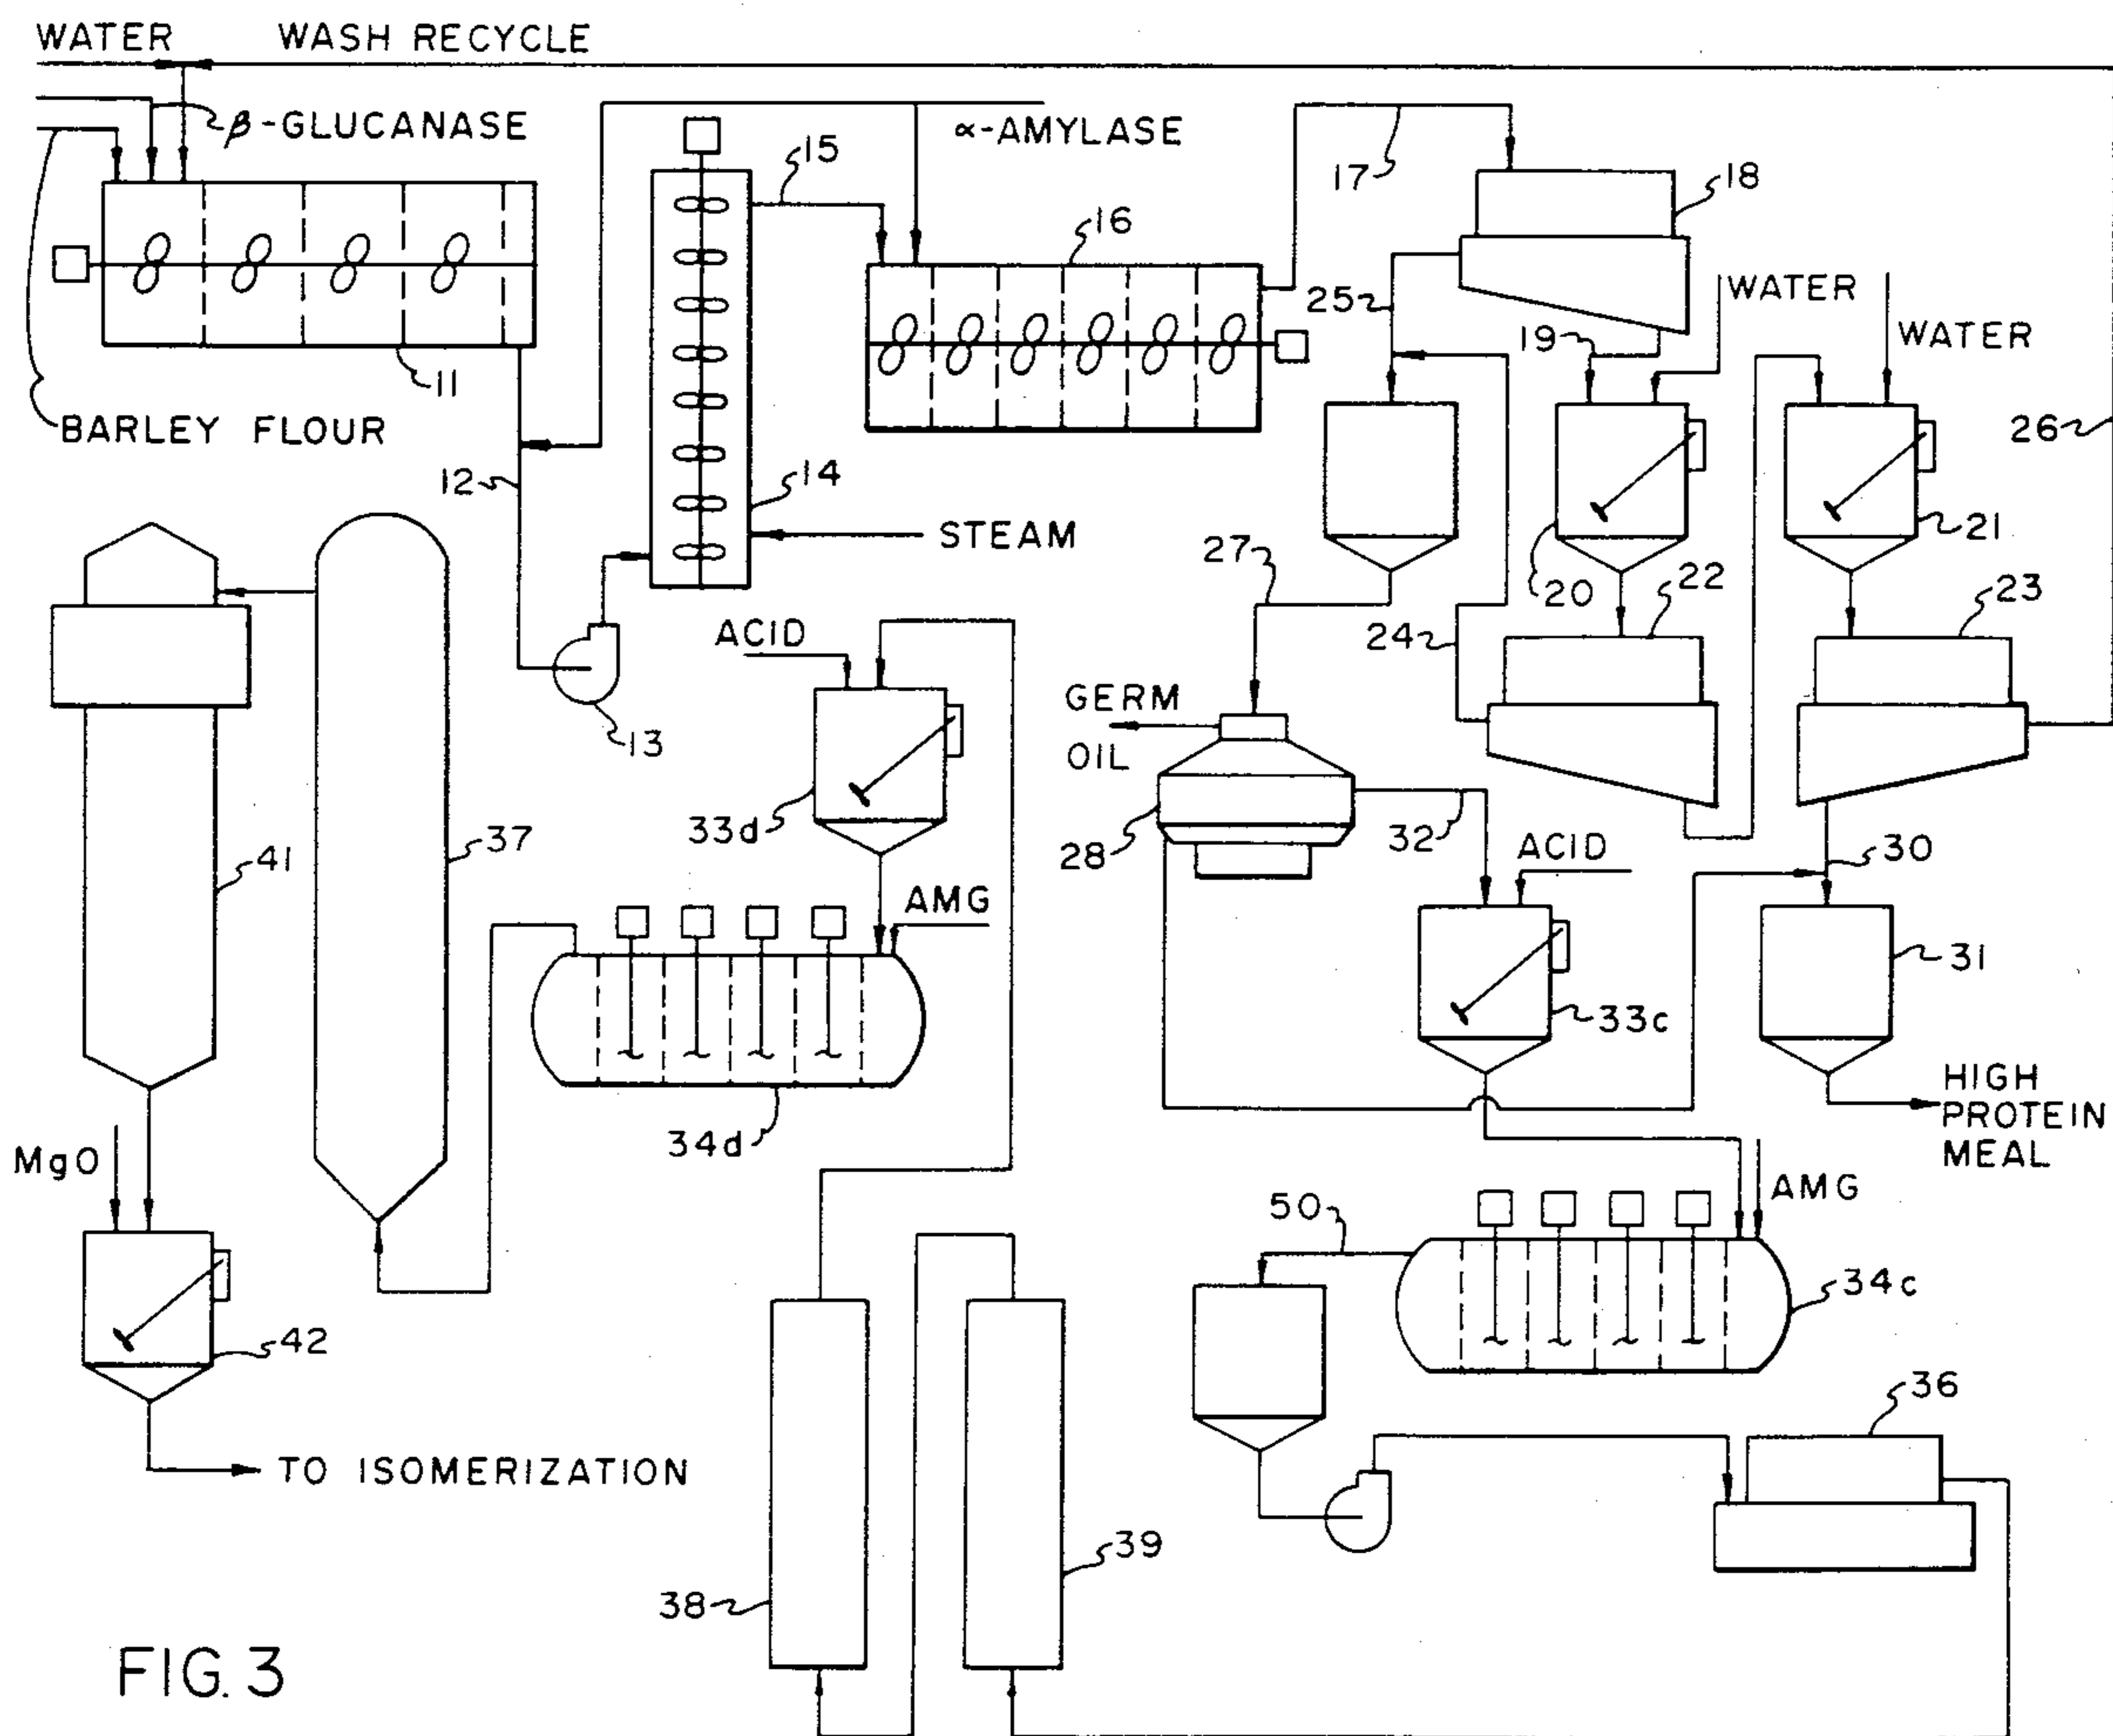 WATER
WASH RECYCLE
β-GLUCANASE
α-AMYLASE
15
17
18
16
25
WATER
WATER
19
11
BARLEY FLOUR
26
12
14
STEAM
27
20
22
21
23
24
ACID
13
GERM
OIL
33d
28
32
ACID
30
37
41
AMG
31
33c
34d
HIGH
PROTEIN
MEAL
MgO
AMG
50
34c
42
36
TO ISOMERIZATION
39
38
FIG. 3